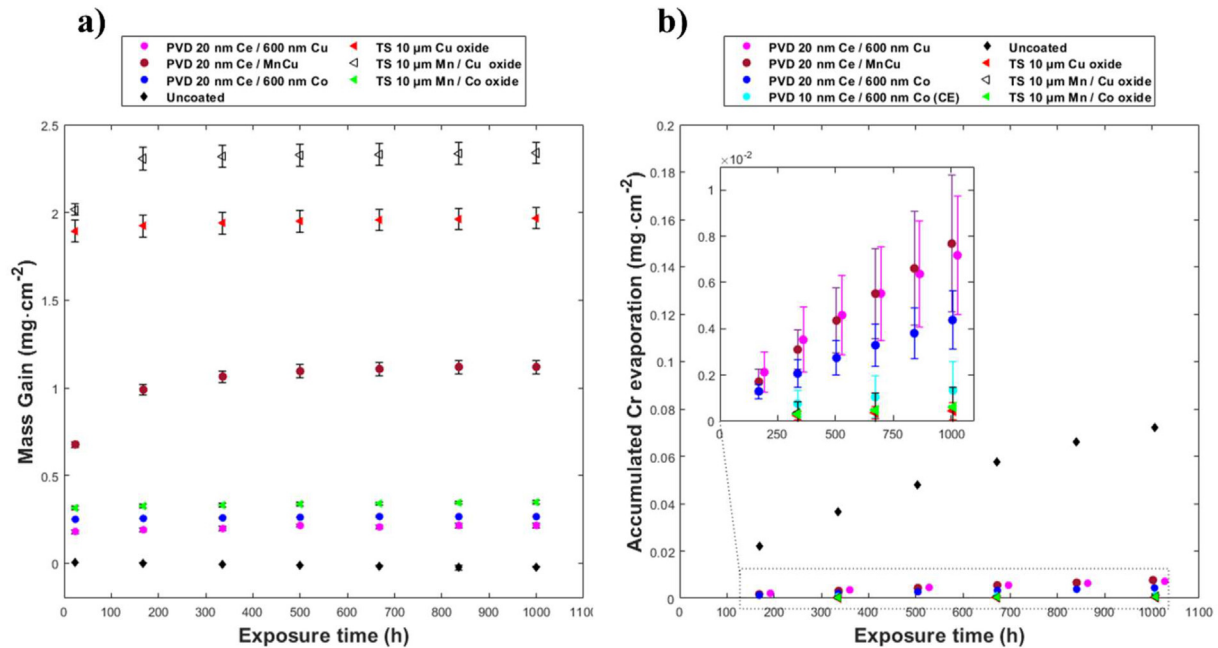 a)
PVD 20 nm Ce / 600 nm Cu
PVD 20 nm Ce / MnCu
PVD 20 nm Ce / 600 nm Co
Uncoated
TS 10 µm Cu oxide
TS 10 µm Mn / Cu oxide
TS 10 µm Mn / Co oxide
2.5
2
1.5
1
0.5
0
Mass Gain (mg·cm-2)
0 100 200 300 400 500 600 700 800 900 1000 1100
Exposure time (h)
b)
PVD 20 nm Ce / 600 nm Cu
PVD 20 nm Ce / MnCu
PVD 20 nm Ce / 600 nm Co
PVD 10 nm Ce / 600 nm Co (CE)
Uncoated
TS 10 µm Cu oxide
TS 10 µm Mn / Cu oxide
TS 10 µm Mn / Co oxide
0.2
0.18
0.16
0.14
0.12
0.1
0.08
0.06
0.04
0.02
0
Accumulated Cr evaporation (mg·cm-2)
×10-2
1
0.8
0.6
0.4
0.2
0
0 250 500 750 1000
0 100 200 300 400 500 600 700 800 900 1000 1100
Exposure time (h)